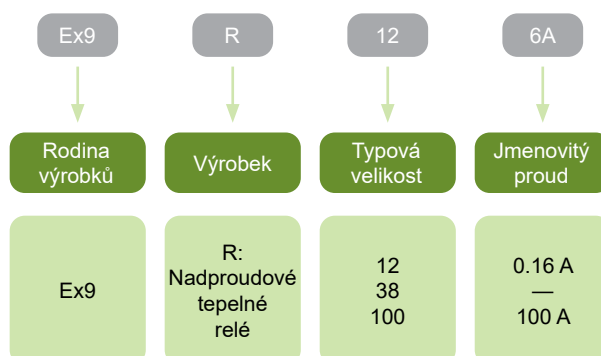 Ex9
R
12
6A
Rodina
výrobků
Výrobek
Typová
velikost
Jmenovitý
proud
Ex9
R:
Nadproudové
tepelné
relé
12
38
100
0.16 A
—
100 A